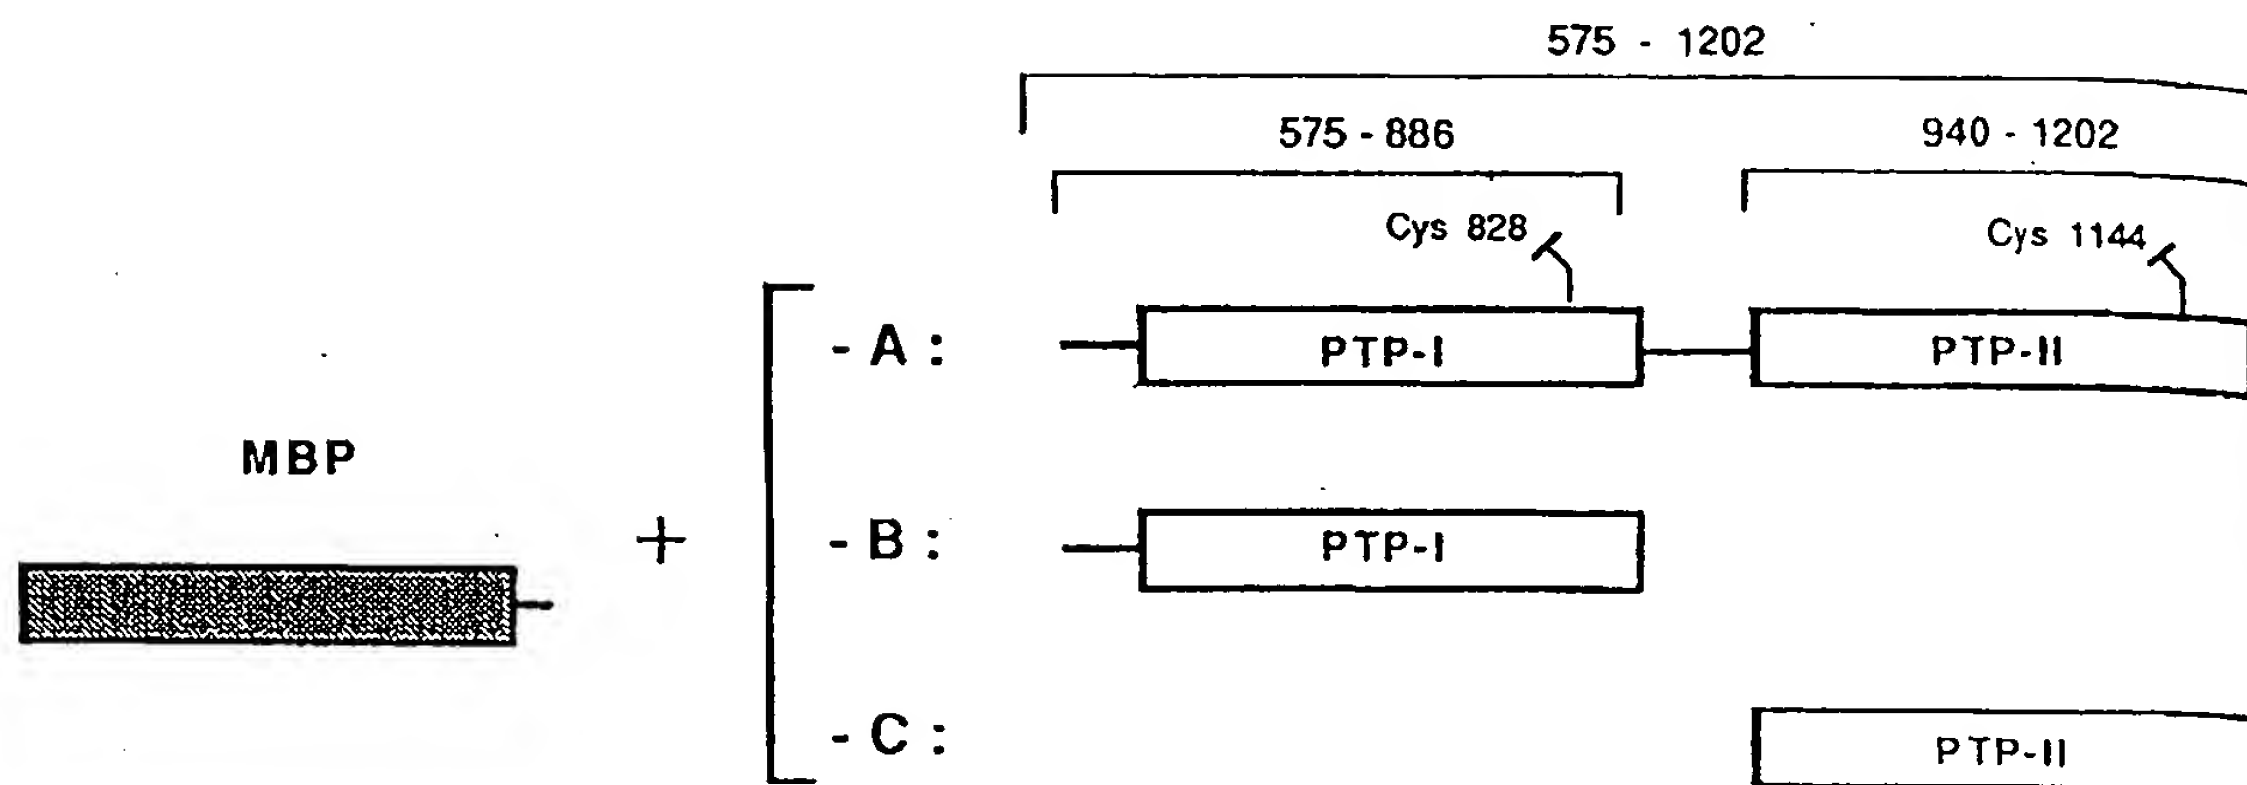 575 - 1202
575 - 886
940 - 1202
Cys 828
Cys 1144
- A :
PTP-I
PTP-II
MBP
+
- B :
PTP-I
- C :
PTP-II